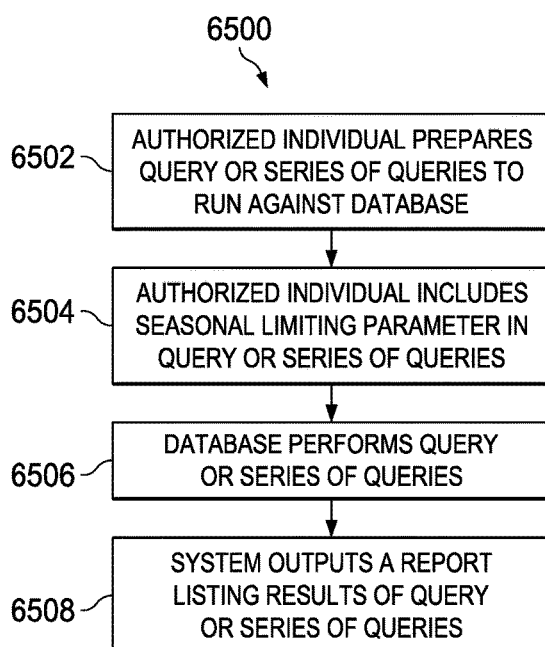 6500
6502
AUTHORIZED INDIVIDUAL PREPARES
QUERY OR SERIES OF QUERIES TO
RUN AGAINST DATABASE
6504
AUTHORIZED INDIVIDUAL INCLUDES
SEASONAL LIMITING PARAMETER IN
QUERY OR SERIES OF QUERIES
6506
DATABASE PERFORMS QUERY
OR SERIES OF QUERIES
6508
SYSTEM OUTPUTS A REPORT
LISTING RESULTS OF QUERY
OR SERIES OF QUERIES